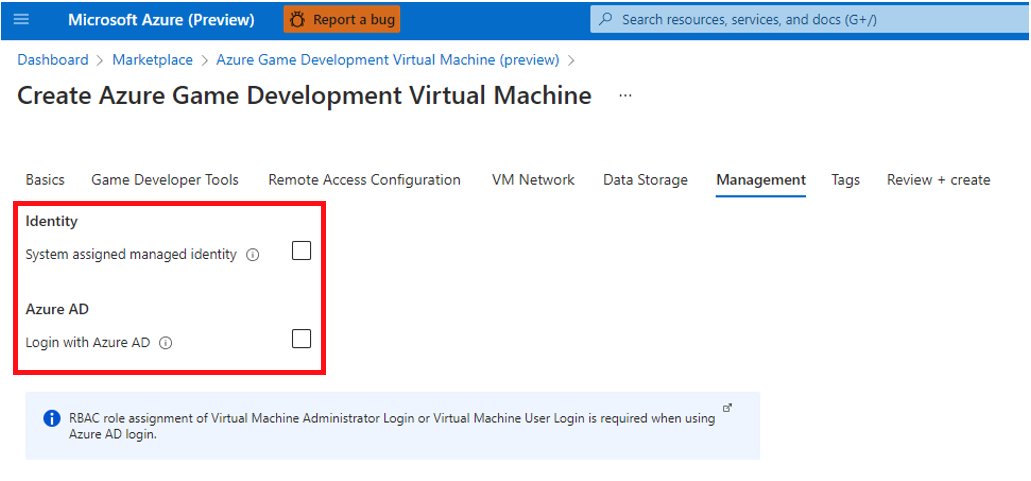 Microsoft Azure (Preview)
Report a bug
Search resources, services, and docs (G+/)
Dashboard > Marketplace > Azure Game Development Virtual Machine (preview) >
Create Azure Game Development Virtual Machine ...
Basics Game Developer Tools Remote Access Configuration VM Network Data Storage Management Tags Review + create
Identity
System assigned managed identity
Azure AD
Login with Azure AD
RBAC role assignment of Virtual Machine Administrator Login or Virtual Machine User Login is required when using
Azure AD login.